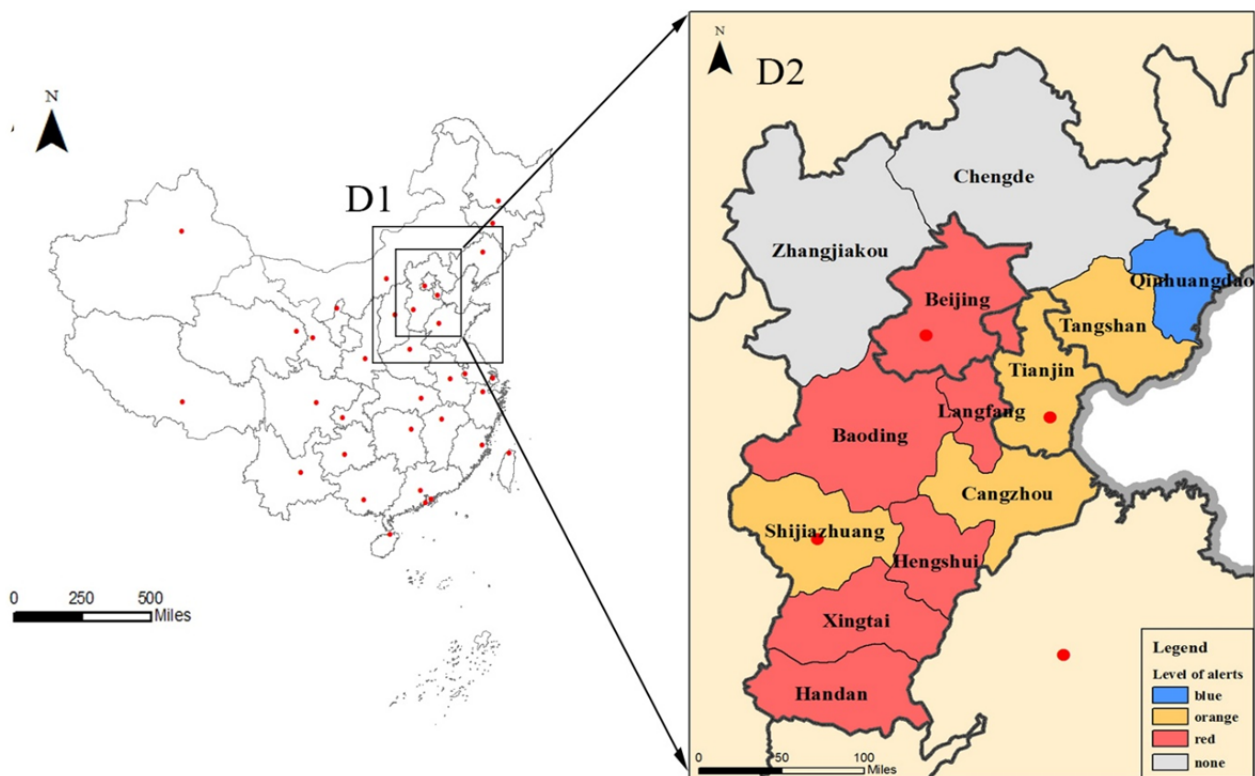 N
D1
0 250 500
Miles
N
D2
Chengde
Zhangjiakou
Qinhuangdao
Beijing
Tangshan
Tianjin
Langfang
Baoding
Cangzhou
Shijiazhuang
Hengshui
Xingtai
Handan
0 50 100
Miles
Legend
Level of alerts
blue
orange
red
none